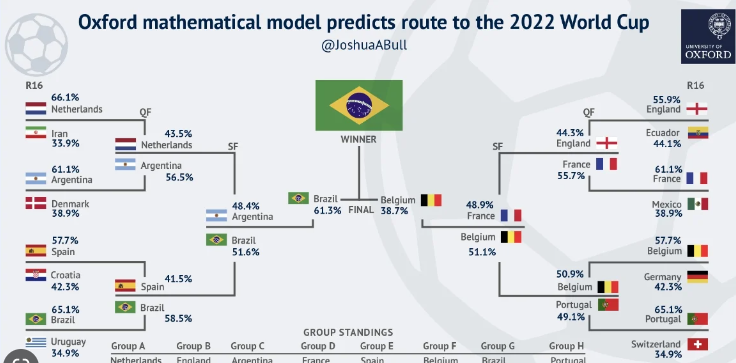 Oxford mathematical model predicts route to the 2022 World Cup
@JoshuaABull
UNIVERSITY OF
OXFORD
R16
66.1%
Netherlands
Iran
33.9%
61.1%
Argentina
Denmark
38.9%
57.7%
Spain
Croatia
42.3%
65.1%
Brazil
Uruguay
34.9%
QF
43.5%
Netherlands
Argentina
56.5%
41.5%
Spain
Brazil
58.5%
SF
48.4%
Argentina
Brazil
51.6%
WINNER
Brazil
61.3%
FINAL
Belgium
38.7%
SF
48.9%
France
Belgium
51.1%
QF
44.3%
England
France
55.7%
50.9%
Belgium
Portugal
49.1%
R16
55.9%
England
Ecuador
44.1%
61.1%
France
Mexico
38.9%
57.7%
Belgium
Germany
42.3%
65.1%
Portugal
Switzerland
34.9%
GROUP STANDINGS
Group A Group B Group C Group D Group E Group F Group G Group H
Netherlands England Argentina France Spain Belgium Brazil Portugal